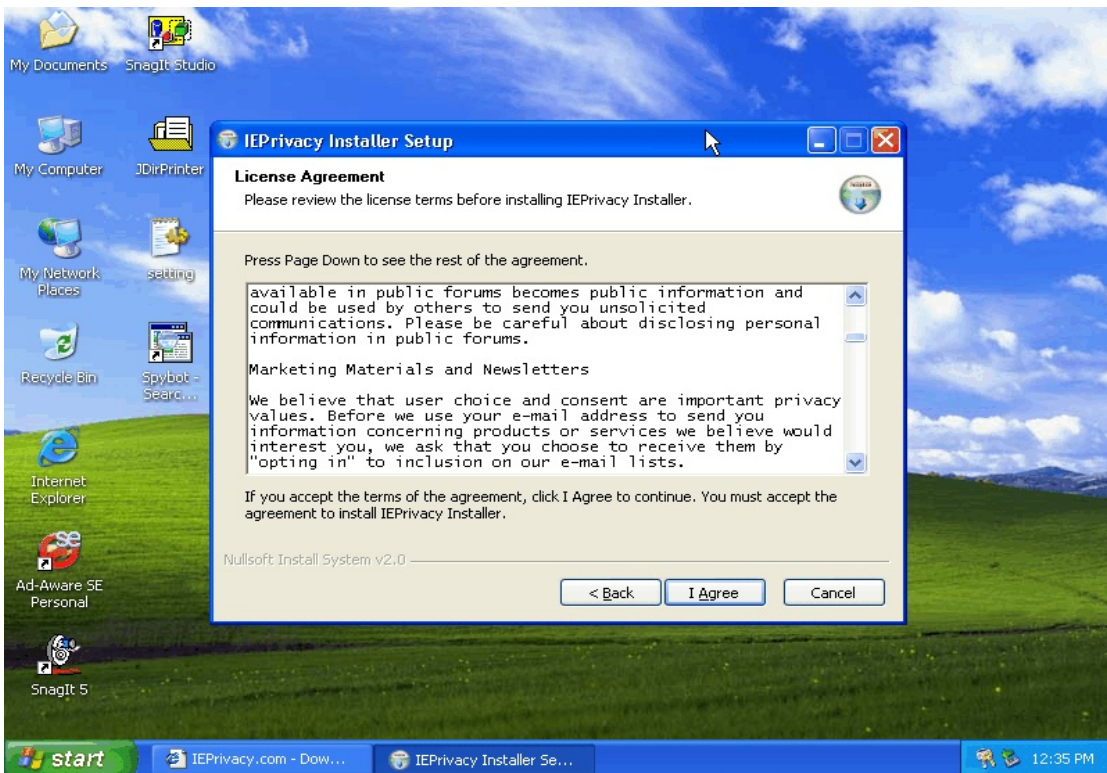 My Documents
SnagIt Studio
My Computer
JDirPrinter
My Network
Places
setting
Recycle Bin
Spybot -
Searc...
Internet
Explorer
Ad-Aware SE
Personal
SnagIt 5
IEPrivacy Installer Setup
License Agreement
Please review the license terms before installing IEPrivacy Installer.
Press Page Down to see the rest of the agreement.
available in public forums becomes public information and
could be used by others to send you unsolicited
communications. Please be careful about disclosing personal
information in public forums.
Marketing Materials and Newsletters
We believe that user choice and consent are important privacy
values. Before we use your e-mail address to send you
information concerning products or services we believe would
interest you, we ask that you choose to receive them by
"opting in" to inclusion on our e-mail lists.
If you accept the terms of the agreement, click I Agree to continue. You must accept the
agreement to install IEPrivacy Installer.
Nullsoft Install System v2.0
< Back
I Agree
Cancel
start
IEPrivacy.com - Dow...
IEPrivacy Installer Se...
12:35 PM